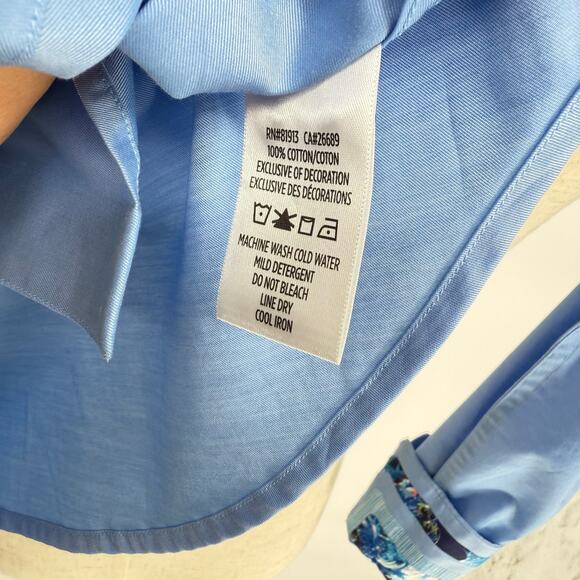 RN#81913 CA#26689
100% COTTON/COTON
EXCLUSIVE OF DECORATION
EXCLUSIVE DES DÉCORATIONS
MACHINE WASH COLD WATER
MILD DETERGENT
DO NOT BLEACH
LINE DRY
COOL IRON